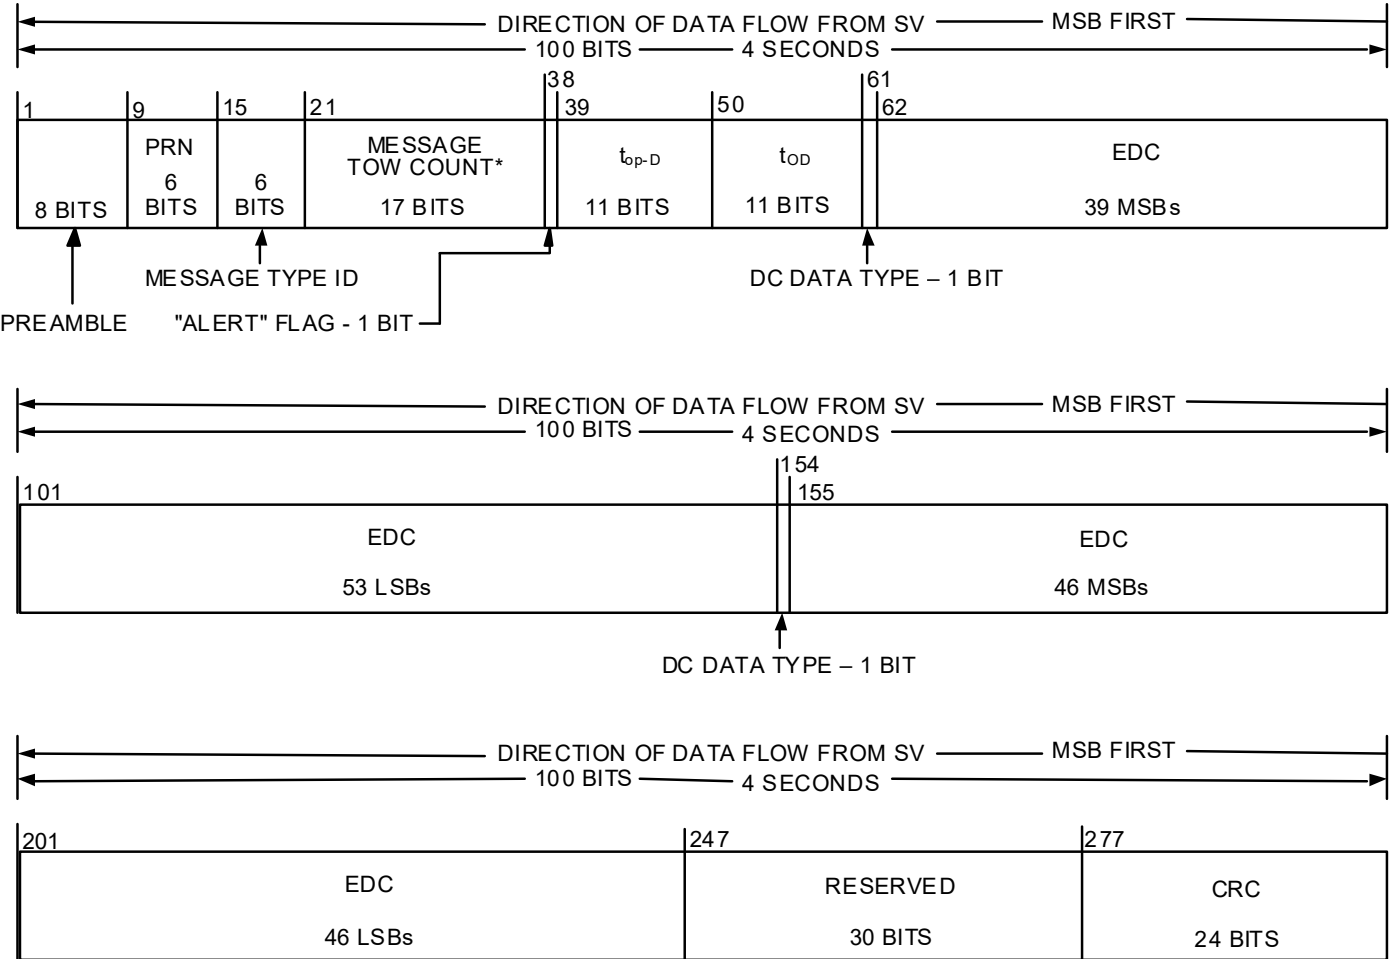 DIRECTION OF DATA FLOW FROM SV MSB FIRST
100 BITS 4 SECONDS
38 61
1 9 15 21 39 50 62
PRN MESSAGE t_op-D t_OD EDC
TOW COUNT*
6 6
8 BITS BITS BITS 17 BITS 11 BITS 11 BITS 39 MSBs
MESSAGE TYPE ID DC DATA TYPE – 1 BIT
PREAMBLE "ALERT" FLAG - 1 BIT
DIRECTION OF DATA FLOW FROM SV MSB FIRST
100 BITS 4 SECONDS
154
101 155
EDC EDC
53 LSBs 46 MSBs
DC DATA TYPE – 1 BIT
DIRECTION OF DATA FLOW FROM SV MSB FIRST
100 BITS 4 SECONDS
201 247 277
EDC RESERVED CRC
46 LSBs 30 BITS 24 BITS